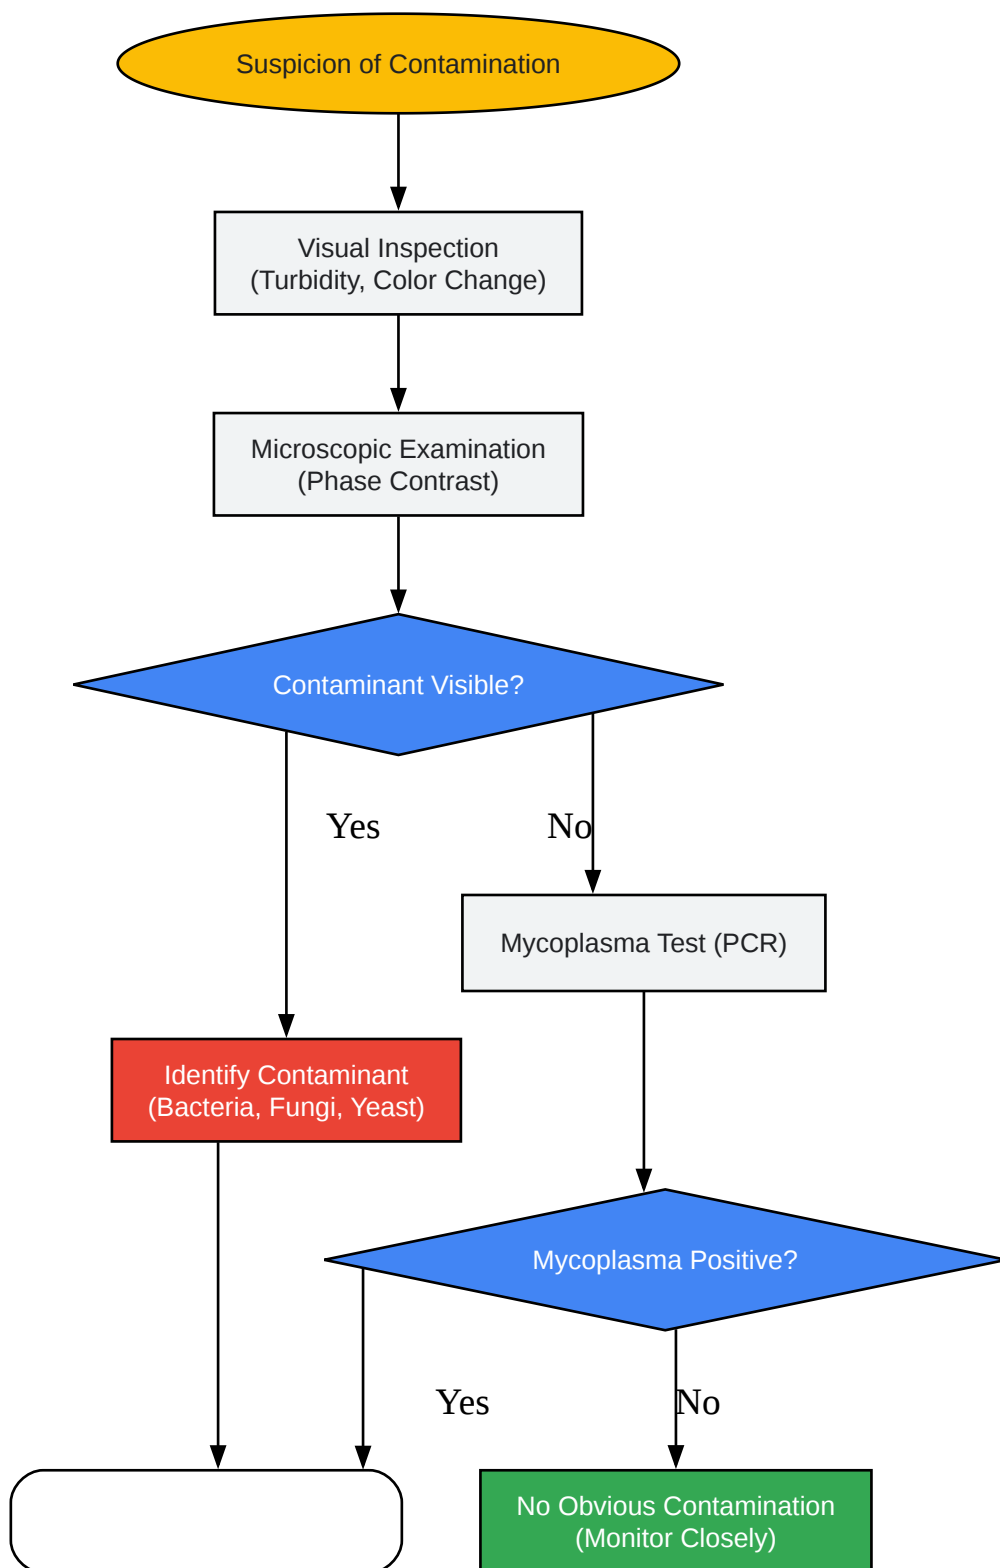 Suspicion of Contamination
Visual Inspection
(Turbidity, Color Change)
Microscopic Examination
(Phase Contrast)
Contaminant Visible?
Yes
No
Mycoplasma Test (PCR)
Identify Contaminant
(Bacteria, Fungi, Yeast)
Mycoplasma Positive?
Yes
No
No Obvious Contamination
(Monitor Closely)